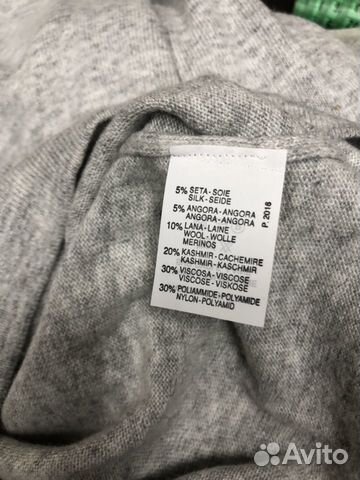 5% SETA-SOIE
SILK-SEIDE
5% ANGORA-ANGORA
ANGORA-ANGORA
10% LANA-LAINE
WOOL-WOLLE
MERINOS
20% KASHMIR-CACHEMIRE
KASHMIR-KASCHMIR
30% VISCOSA-VISCOSE
VISCOSE-VISKOSE
30% POLIAMMIDE-POLYAMIDE
NYLON-POLYAMID
P. 2016
Avito